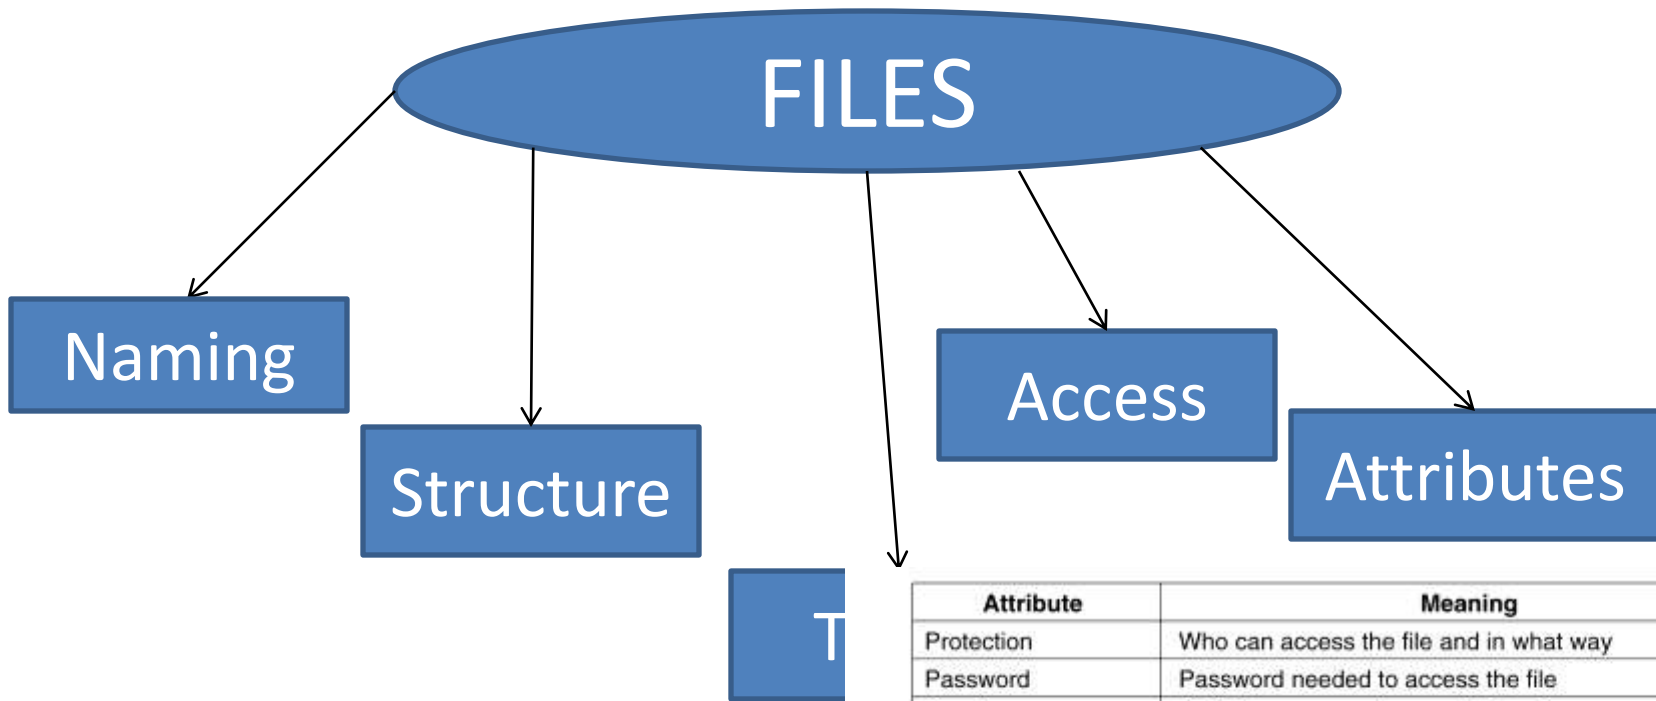 FILES
Naming
Access
Structure
Attributes
T
Attribute Meaning
Protection Who can access the file and in what way
Password Password needed to access the file